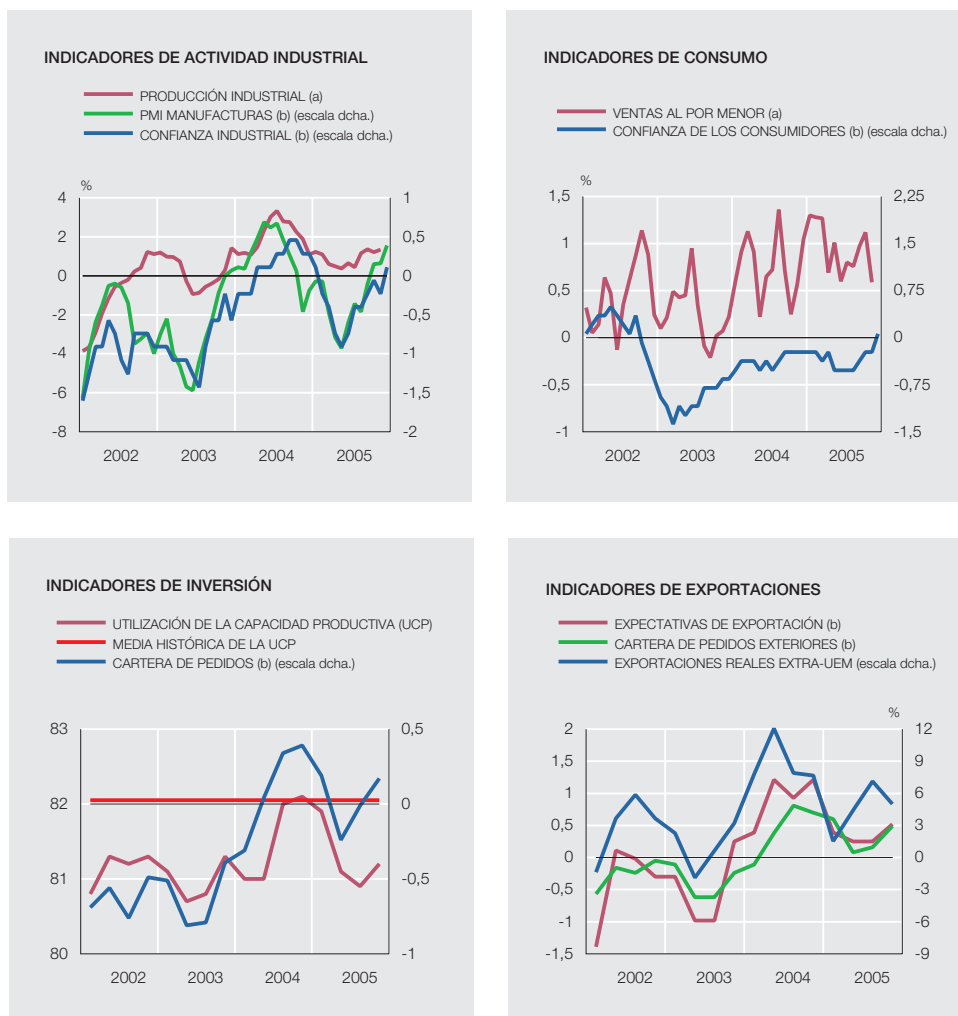 INDICADORES DE ACTIVIDAD INDUSTRIAL
PRODUCCIÓN INDUSTRIAL (a)
PMI MANUFACTURAS (b) (escala dcha.)
CONFIANZA INDUSTRIAL (b) (escala dcha.)
%
4 1
2 0,5
0 0
-2 -0,5
-4 -1
-6 -1,5
-8 -2
2002 2003 2004 2005
INDICADORES DE CONSUMO
VENTAS AL POR MENOR (a)
CONFIANZA DE LOS CONSUMIDORES (b) (escala dcha.)
%
1,5 2,25
1 1,5
0,5 0,75
0 0
-0,5 -0,75
-1 -1,5
2002 2003 2004 2005
INDICADORES DE INVERSIÓN
UTILIZACIÓN DE LA CAPACIDAD PRODUCTIVA (UCP)
MEDIA HISTÓRICA DE LA UCP
CARTERA DE PEDIDOS (b) (escala dcha.)
83 0,5
82 0
81 -0,5
80 -1
2002 2003 2004 2005
INDICADORES DE EXPORTACIONES
EXPECTATIVAS DE EXPORTACIÓN (b)
CARTERA DE PEDIDOS EXTERIORES (b)
EXPORTACIONES REALES EXTRA-UEM (escala dcha.)
%
2 12
1,5 9
1 6
0,5 3
0 0
-0,5 -3
-1 -6
-1,5 -9
2002 2003 2004 2005